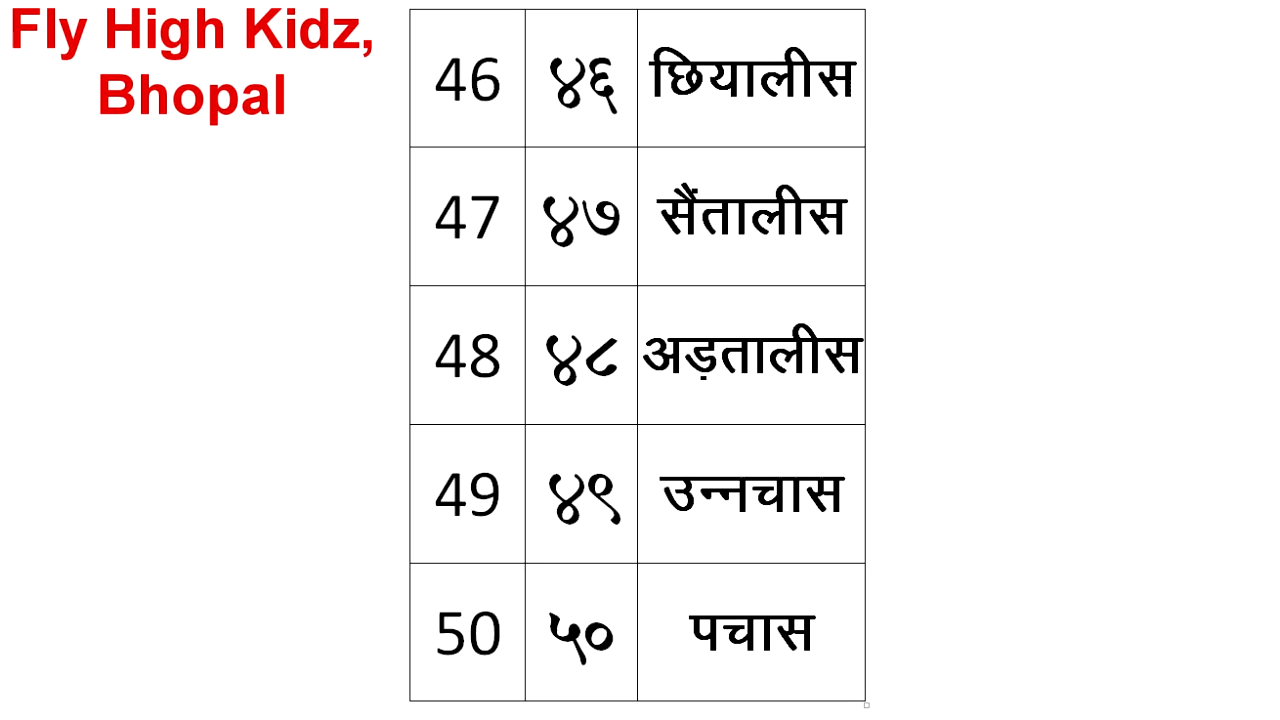 Fly High Kidz,
Bhopal
46 ४६ छियालीस
47 ४७ सैंतालीस
48 ४८ अड़तालीस
49 ४९ उन्नचास
50 ५० पचास